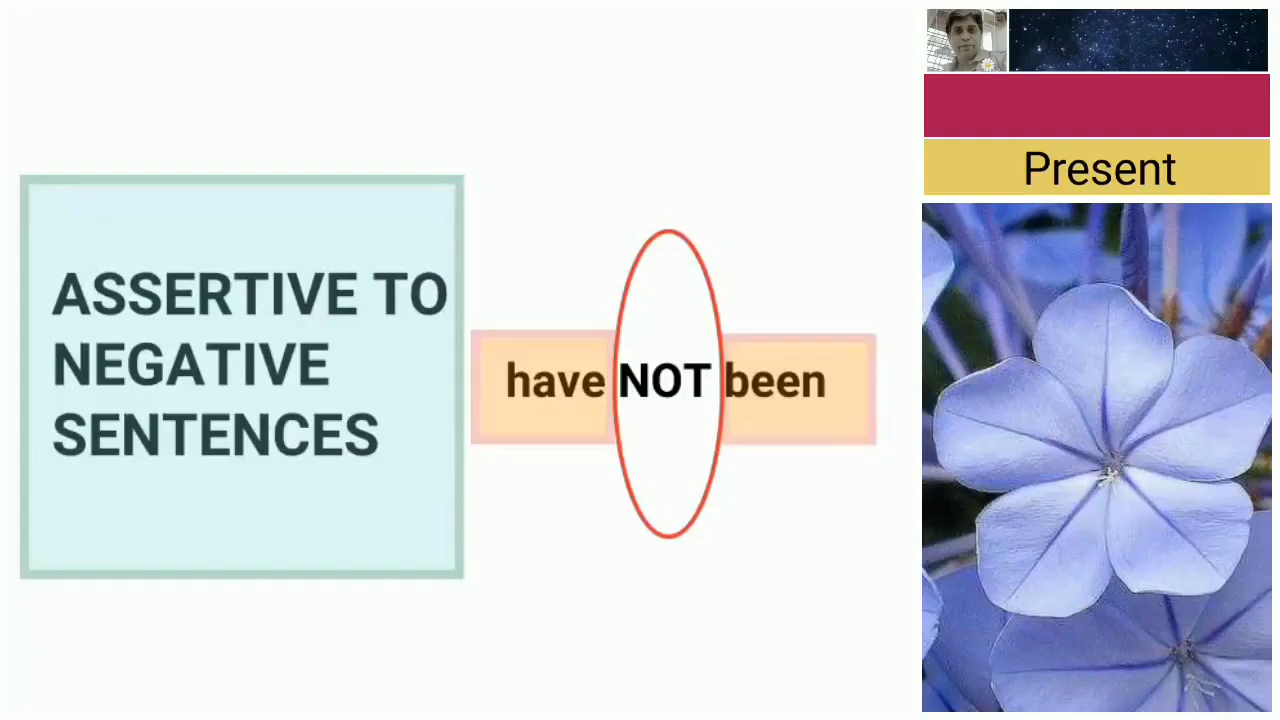 ASSERTIVE TO
NEGATIVE
SENTENCES
have NOT been
Present